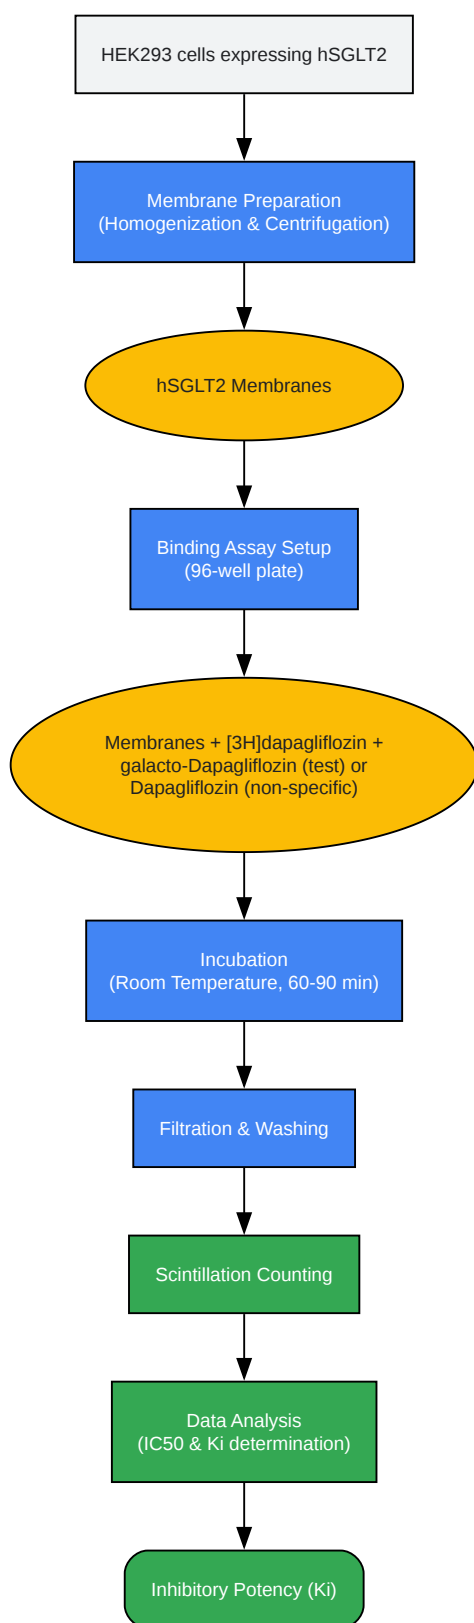 HEK293 cells expressing hSGLT2
Membrane Preparation
(Homogenization & Centrifugation)
hSGLT2 Membranes
Binding Assay Setup
(96-well plate)
Membranes + [3H]dapagliflozin +
galacto-Dapagliflozin (test) or
Dapagliflozin (non-specific)
Incubation
(Room Temperature, 60-90 min)
Filtration & Washing
Scintillation Counting
Data Analysis
(IC50 & Ki determination)
Inhibitory Potency (Ki)